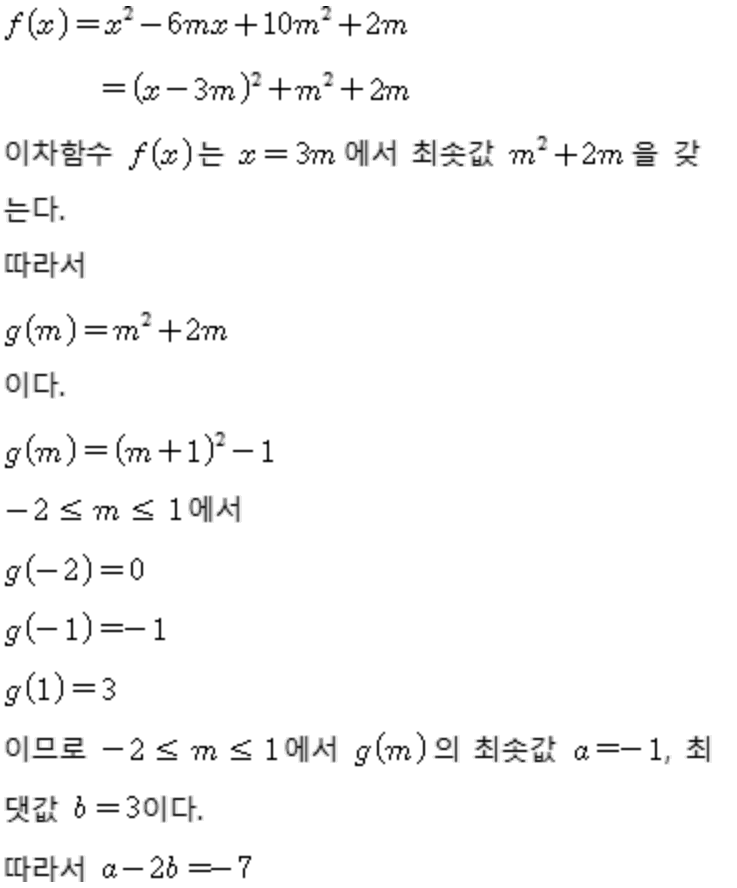 f(x)=x²−6mx+10m²+2m
=(x−3m)²+m²+2m
이차함수 f(x)는 x=3m에서 최솟값 m²+2m을 갖
는다.
따라서
g(m)=m²+2m
이다.
g(m)=(m+1)²−1
−2≤m≤1에서
g(−2)=0
g(−1)=−1
g(1)=3
이므로 −2≤m≤1에서 g(m)의 최솟값 a=−1, 최
댓값 b=3이다.
따라서 a−2b=−7